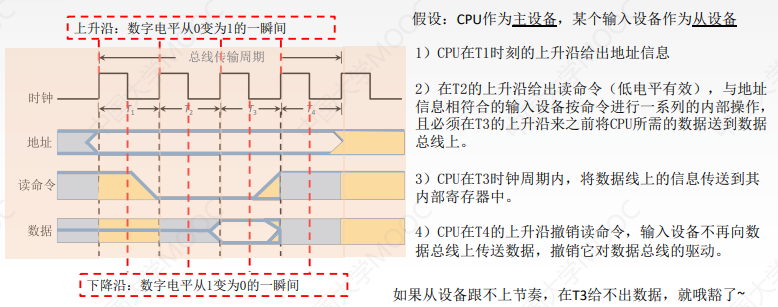 上升沿：数字电平从0变为1的一瞬间
总线传输周期
时钟
T1
T2
T3
T4
地址
读命令
数据
下降沿：数字电平从1变为0的一瞬间
假设：CPU作为主设备，某个输入设备作为从设备
1）CPU在T1时刻的上升沿给出地址信息
2）在T2的上升沿给出读命令（低电平有效），与地
址信息相符合的输入设备按命令进行一系列的内部操作，
且必须在T3的上升沿来之前将CPU所需的数据送到数据
总线上。
3）CPU在T3时钟周期内，将数据线上的信息传送到其
内部寄存器中。
4）CPU在T4的上升沿撤销读命令，输入设备不再向数
据总线上传送数据，撤销它对数据总线的驱动。
如果从设备跟不上节奏，在T3给不出数据，就哦豁了~